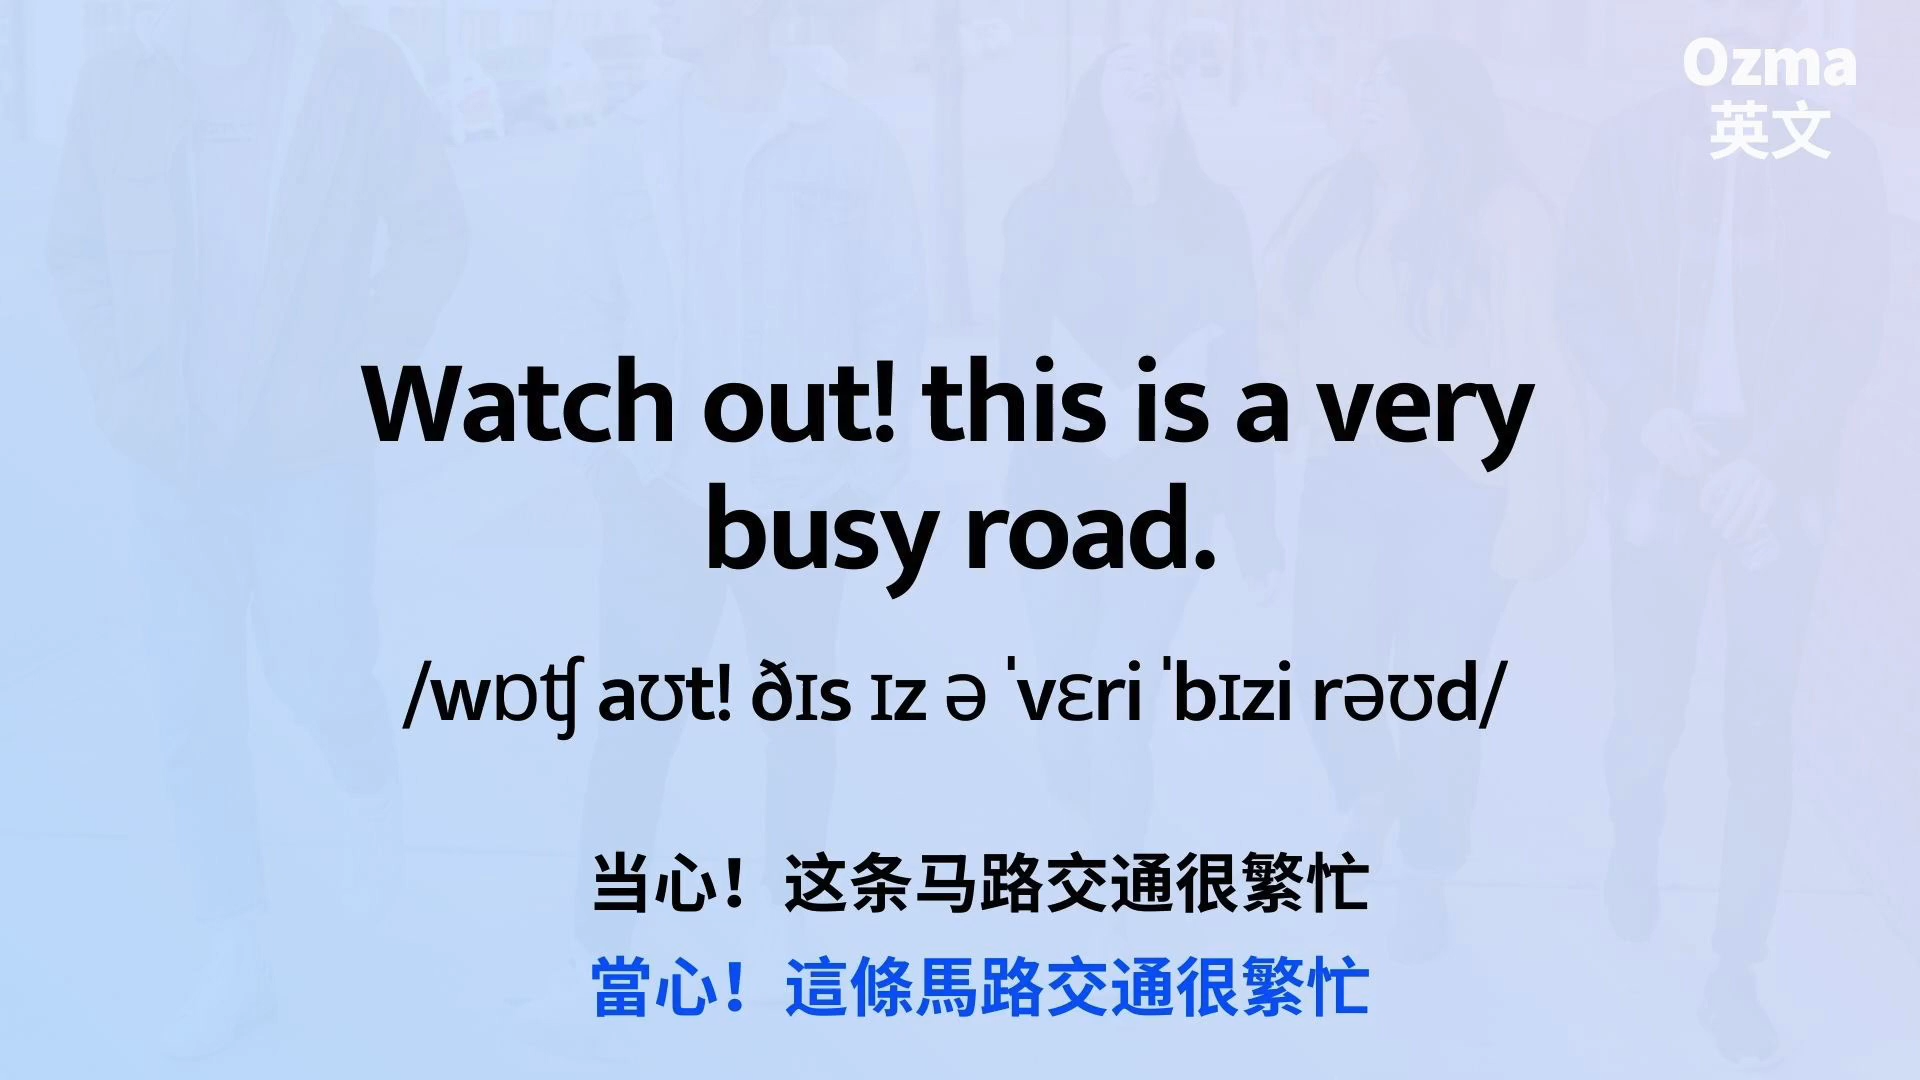 Ozma
英文
Watch out! this is a very
busy road.
/wɒʧ aʊt! ðɪs ɪz ə ˈvɛri ˈbɪzi rəʊd/
当心！这条马路交通很繁忙
當心！這條馬路交通很繁忙